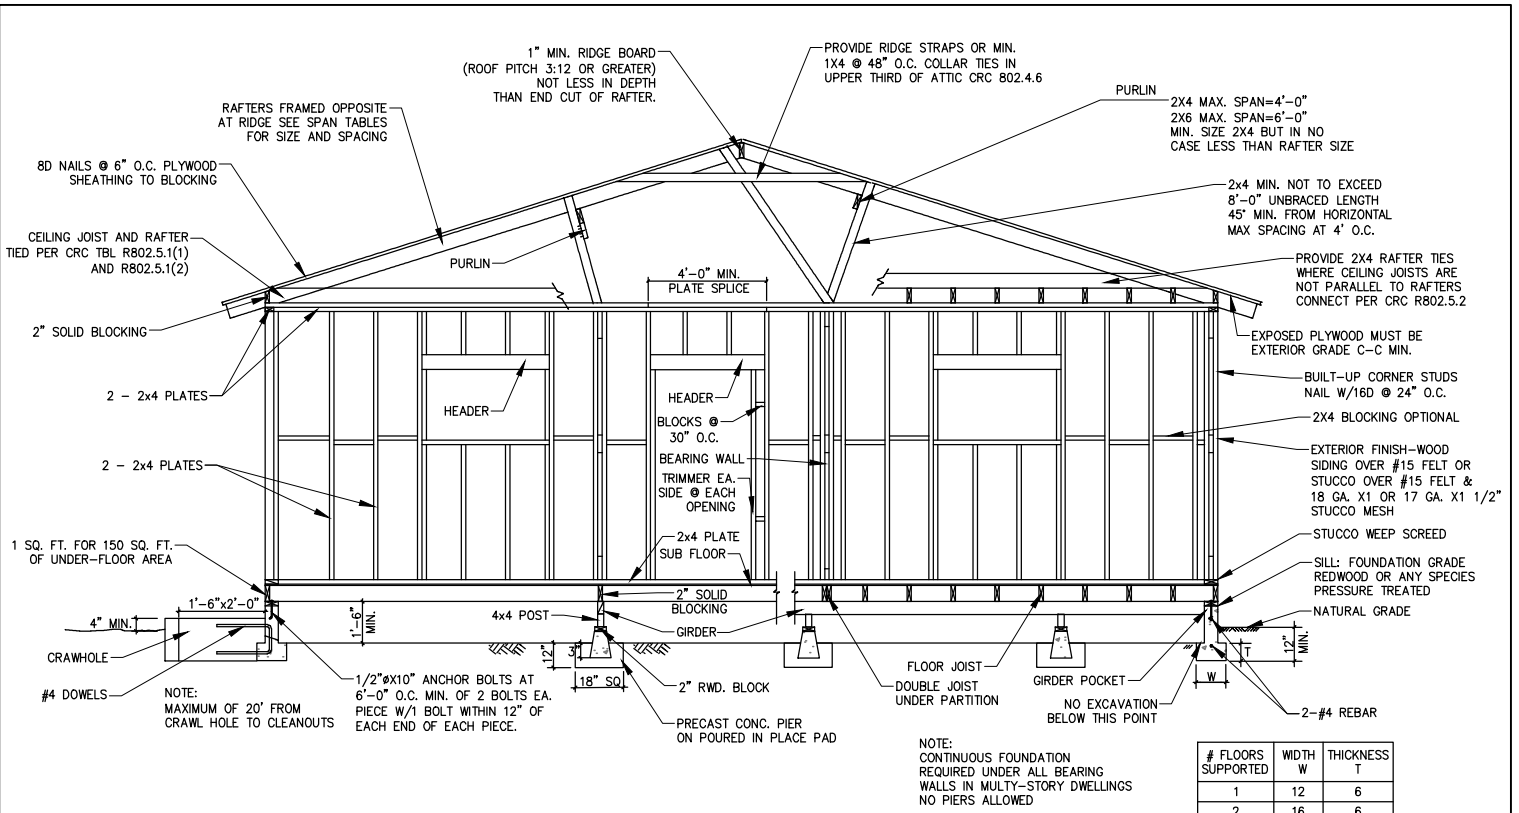 1" MIN. RIDGE BOARD
(ROOF PITCH 3:12 OR GREATER)
NOT LESS IN DEPTH
THAN END CUT OF RAFTER.
PROVIDE RIDGE STRAPS OR MIN.
1X4 @ 48" O.C. COLLAR TIES IN
UPPER THIRD OF ATTIC CRC 802.4.6
PURLIN
2X4 MAX. SPAN=4'-0"
2X6 MAX. SPAN=6'-0"
MIN. SIZE 2X4 BUT IN NO
CASE LESS THAN RAFTER SIZE
RAFTERS FRAMED OPPOSITE
AT RIDGE SEE SPAN TABLES
FOR SIZE AND SPACING
8D NAILS @ 6" O.C. PLYWOOD
SHEATHING TO BLOCKING
2x4 MIN. NOT TO EXCEED
8'-0" UNBRACED LENGTH
45° MIN. FROM HORIZONTAL
MAX SPACING AT 4' O.C.
CEILING JOIST AND RAFTER
TIED PER CRC TBL R802.5.1(1)
AND R802.5.1(2)
PURLIN
4'-0" MIN.
PLATE SPLICE
PROVIDE 2X4 RAFTER TIES
WHERE CEILING JOISTS ARE
NOT PARALLEL TO RAFTERS
CONNECT PER CRC R802.5.2
2" SOLID BLOCKING
EXPOSED PLYWOOD MUST BE
EXTERIOR GRADE C-C MIN.
2 - 2x4 PLATES
HEADER
HEADER
BUILT-UP CORNER STUDS
NAIL W/16D @ 24" O.C.
2X4 BLOCKING OPTIONAL
BLOCKS @
30" O.C.
BEARING WALL
2 - 2x4 PLATES
TRIMMER EA.
SIDE @ EACH
OPENING
EXTERIOR FINISH-WOOD
SIDING OVER #15 FELT OR
STUCCO OVER #15 FELT &
18 GA. X1 OR 17 GA. X1 1/2"
STUCCO MESH
1 SQ. FT. FOR 150 SQ. FT.
OF UNDER-FLOOR AREA
2x4 PLATE
SUB FLOOR
STUCCO WEEP SCREED
SILL: FOUNDATION GRADE
REDWOOD OR ANY SPECIES
PRESSURE TREATED
1'-6"x2'-0"
4" MIN.
1'-6"
MIN.
4x4 POST
2" SOLID
BLOCKING
GIRDER
NATURAL GRADE
CRAWHOLE
#4 DOWELS
12"
3"
18" SQ
2" RWD. BLOCK
FLOOR JOIST
DOUBLE JOIST
UNDER PARTITION
GIRDER POCKET
NO EXCAVATION
BELOW THIS POINT
W
T
12"
MIN.
2-#4 REBAR
NOTE:
MAXIMUM OF 20' FROM
CRAWL HOLE TO CLEANOUTS
1/2"øX10" ANCHOR BOLTS AT
6'-0" O.C. MIN. OF 2 BOLTS EA.
PIECE W/1 BOLT WITHIN 12" OF
EACH END OF EACH PIECE.
PRECAST CONC. PIER
ON POURED IN PLACE PAD
NOTE:
CONTINUOUS FOUNDATION
REQUIRED UNDER ALL BEARING
WALLS IN MULTY-STORY DWELLINGS
NO PIERS ALLOWED
# FLOORS SUPPORTED WIDTH W THICKNESS T
1 12 6
2 16 6